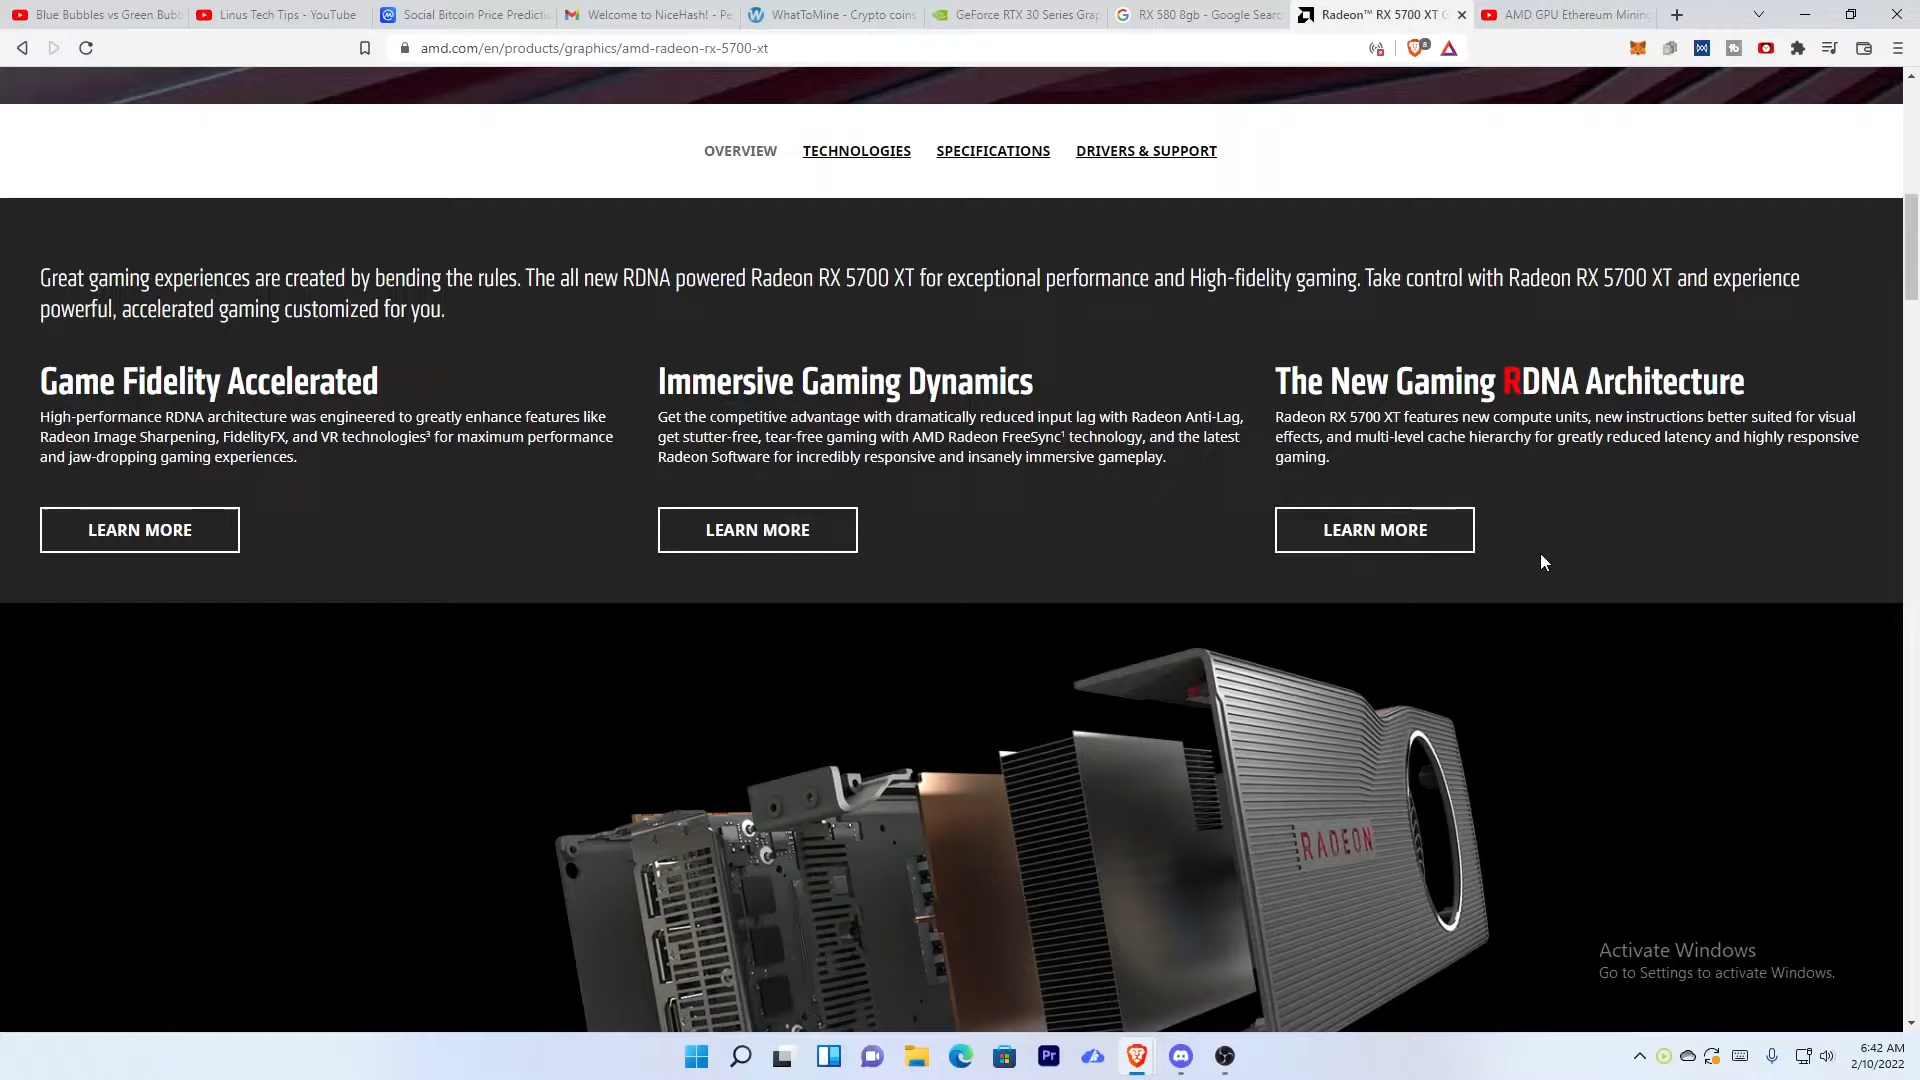 Blue Bubbles vs Green Bubb
Linus Tech Tips - YouTube
Social Bitcoin Price Predictio
Welcome to NiceHash! - Pe
WhatToMine - Crypto coins
GeForce RTX 30 Series Grap
RX 580 8gb - Google Searc
Radeon™ RX 5700 XT G
AMD GPU Ethereum Mining
amd.com/en/products/graphics/amd-radeon-rx-5700-xt
8
OVERVIEW TECHNOLOGIES SPECIFICATIONS DRIVERS & SUPPORT
Great gaming experiences are created by bending the rules. The all new RDNA powered Radeon RX 5700 XT for exceptional performance and High-fidelity gaming. Take control with Radeon RX 5700 XT and experience
powerful, accelerated gaming customized for you.
Game Fidelity Accelerated
High-performance RDNA architecture was engineered to greatly enhance features like
Radeon Image Sharpening, FidelityFX, and VR technologies³ for maximum performance
and jaw-dropping gaming experiences.
LEARN MORE
Immersive Gaming Dynamics
Get the competitive advantage with dramatically reduced input lag with Radeon Anti-Lag,
get stutter-free, tear-free gaming with AMD Radeon FreeSync¹ technology, and the latest
Radeon Software for incredibly responsive and insanely immersive gameplay.
LEARN MORE
The New Gaming RDNA Architecture
Radeon RX 5700 XT features new compute units, new instructions better suited for visual
effects, and multi-level cache hierarchy for greatly reduced latency and highly responsive
gaming.
LEARN MORE
RADEON
Activate Windows
Go to Settings to activate Windows.
Pr
6:42 AM
2/10/2022